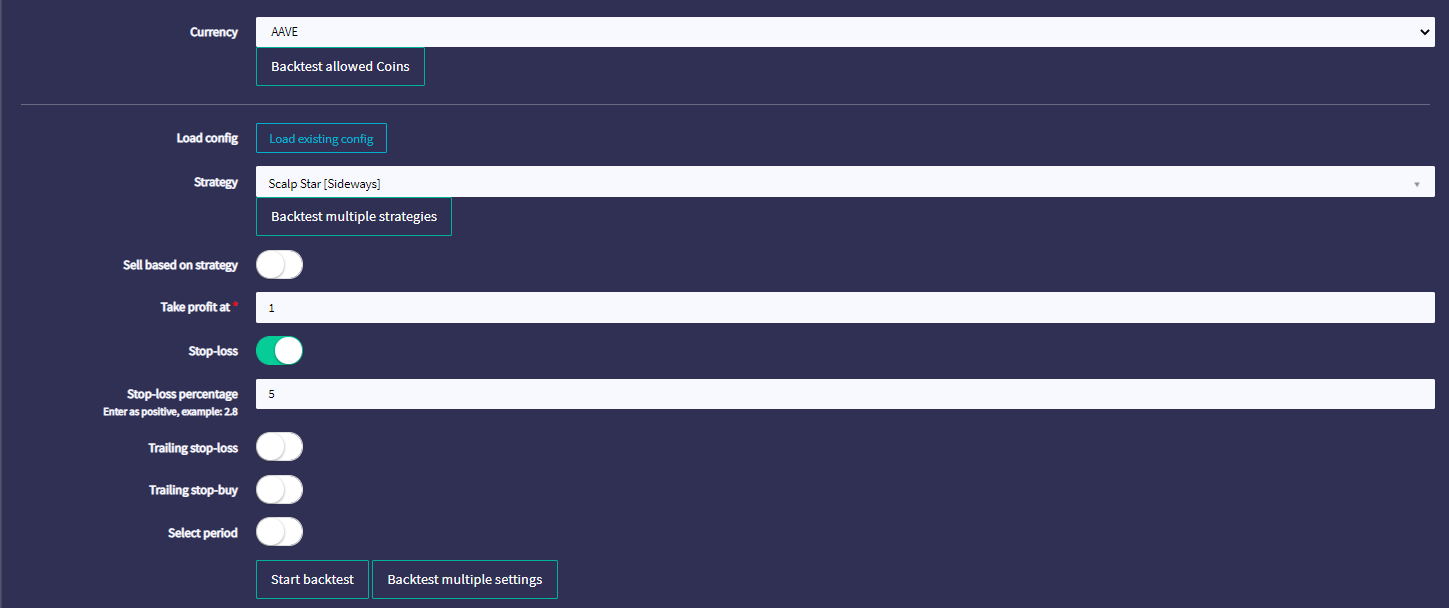 Currency
AAVE
Backtest allowed Coins
Load config
Load existing config
Strategy
Scalp Star [Sideways]
Backtest multiple strategies
Sell based on strategy
Take profit at *
1
Stop-loss
Stop-loss percentage
Enter as positive, example: 2.8
5
Trailing stop-loss
Trailing stop-buy
Select period
Start backtest
Backtest multiple settings